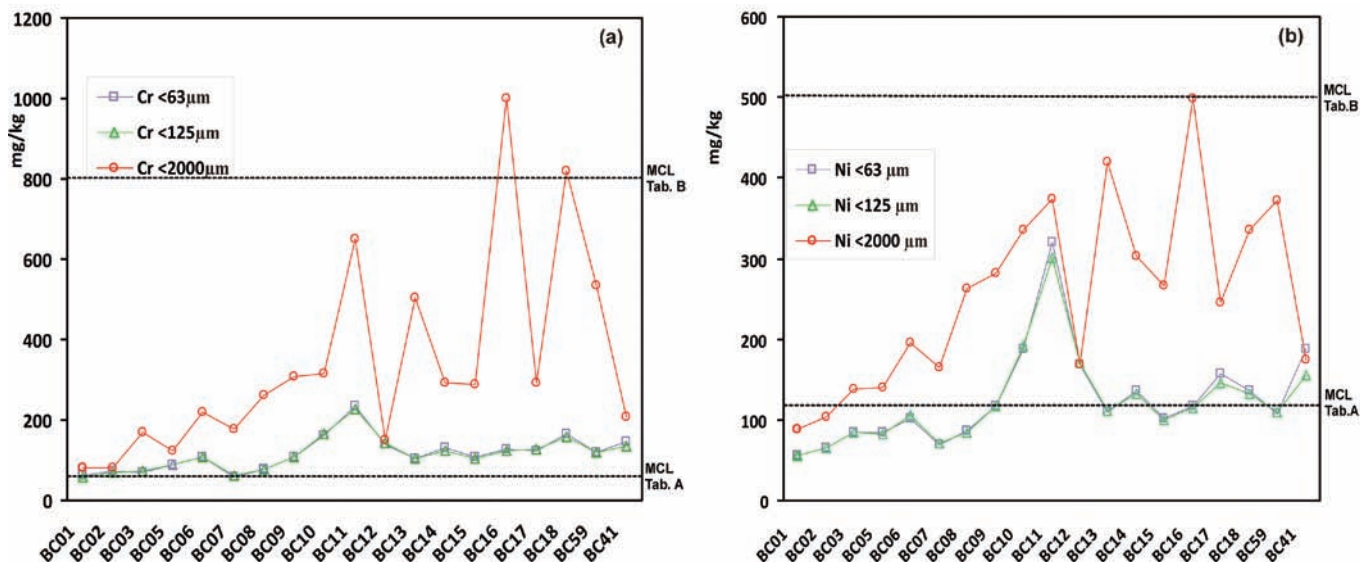 1200
1000
800
600
400
200
0
mg/kg
(a)
Cr <63µm
Cr <125µm
Cr <2000µm
MCL
Tab. B
MCL
Tab. A
BC01
BC02
BC03
BC05
BC06
BC07
BC08
BC09
BC10
BC11
BC12
BC13
BC14
BC15
BC16
BC17
BC18
BC59
BC41
600
500
400
300
200
100
0
mg/kg
(b)
Ni <63 µm
Ni <125 µm
Ni <2000 µm
MCL
Tab.B
MCL
Tab.A
BC01
BC02
BC03
BC05
BC06
BC07
BC08
BC09
BC10
BC11
BC12
BC13
BC14
BC15
BC16
BC17
BC18
BC59
BC41